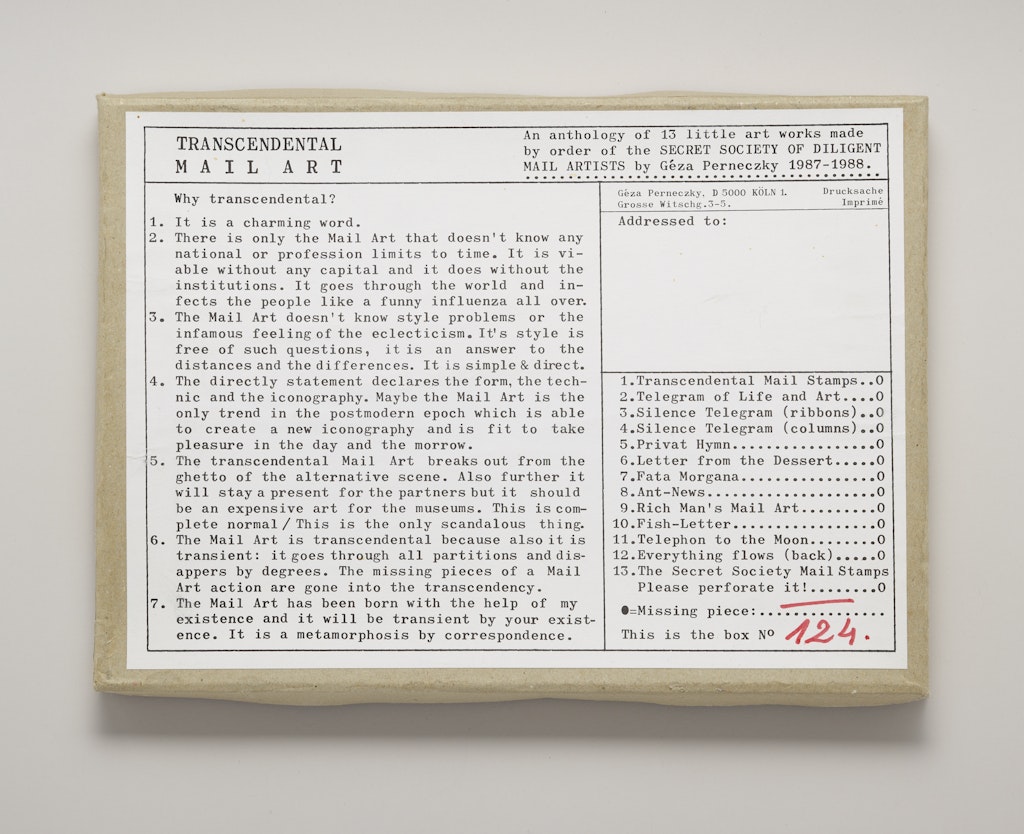 TRANSCENDENTAL
MAIL ART
An anthology of 13 little art works made
by order of the SECRET SOCIETY OF DILIGENT
MAIL ARTISTS by Géza Perneczky 1987-1988.
Why transcendental?
1. It is a charming word.
2. There is only the Mail Art that doesn't know any
national or profession limits to time. It is vi-
able without any capital and it does without the
institutions. It goes through the world and in-
fects the people like a funny influenza all over.
3. The Mail Art doesn't know style problems or the
infamous feeling of the eclecticism. It's style is
free of such questions, it is an answer to the
distances and the differences. It is simple & direct.
4. The directly statement declares the form, the tech-
nic and the iconography. Maybe the Mail Art is the
only trend in the postmodern epoch which is able
to create a new iconography and is fit to take
pleasure in the day and the morrow.
5. The transcendental Mail Art breaks out from the
ghetto of the alternative scene. Also further it
will stay a present for the partners but it should
be an expensive art for the museums. This is com-
plete normal / This is the only scandalous thing.
6. The Mail Art is transcendental because also it is
transient: it goes through all partitions and dis-
appers by degrees. The missing pieces of a Mail
Art action are gone into the transcendency.
7. The Mail Art has been born with the help of my
existence and it will be transient by your exist-
ence. It is a metamorphosis by correspondence.
Géza Perneczky, D 5000 KÖLN 1. Drucksache
Grosse Witschg.3-5. Imprimé
Addressed to:
1.Transcendental Mail Stamps..O
2.Telegram of Life and Art....O
3.Silence Telegram (ribbons)..O
4.Silence Telegram (columns)..O
5.Privat Hymn.................O
6.Letter from the Dessert.....O
7.Fata Morgana................O
8.Ant-News....................O
9.Rich Man's Mail Art.........O
10.Fish-Letter.................O
11.Telephon to the Moon........O
12.Everything flows (back).....O
13.The Secret Society Mail Stamps
Please perforate it!........O
●=Missing piece:...............
This is the box Nº 124.